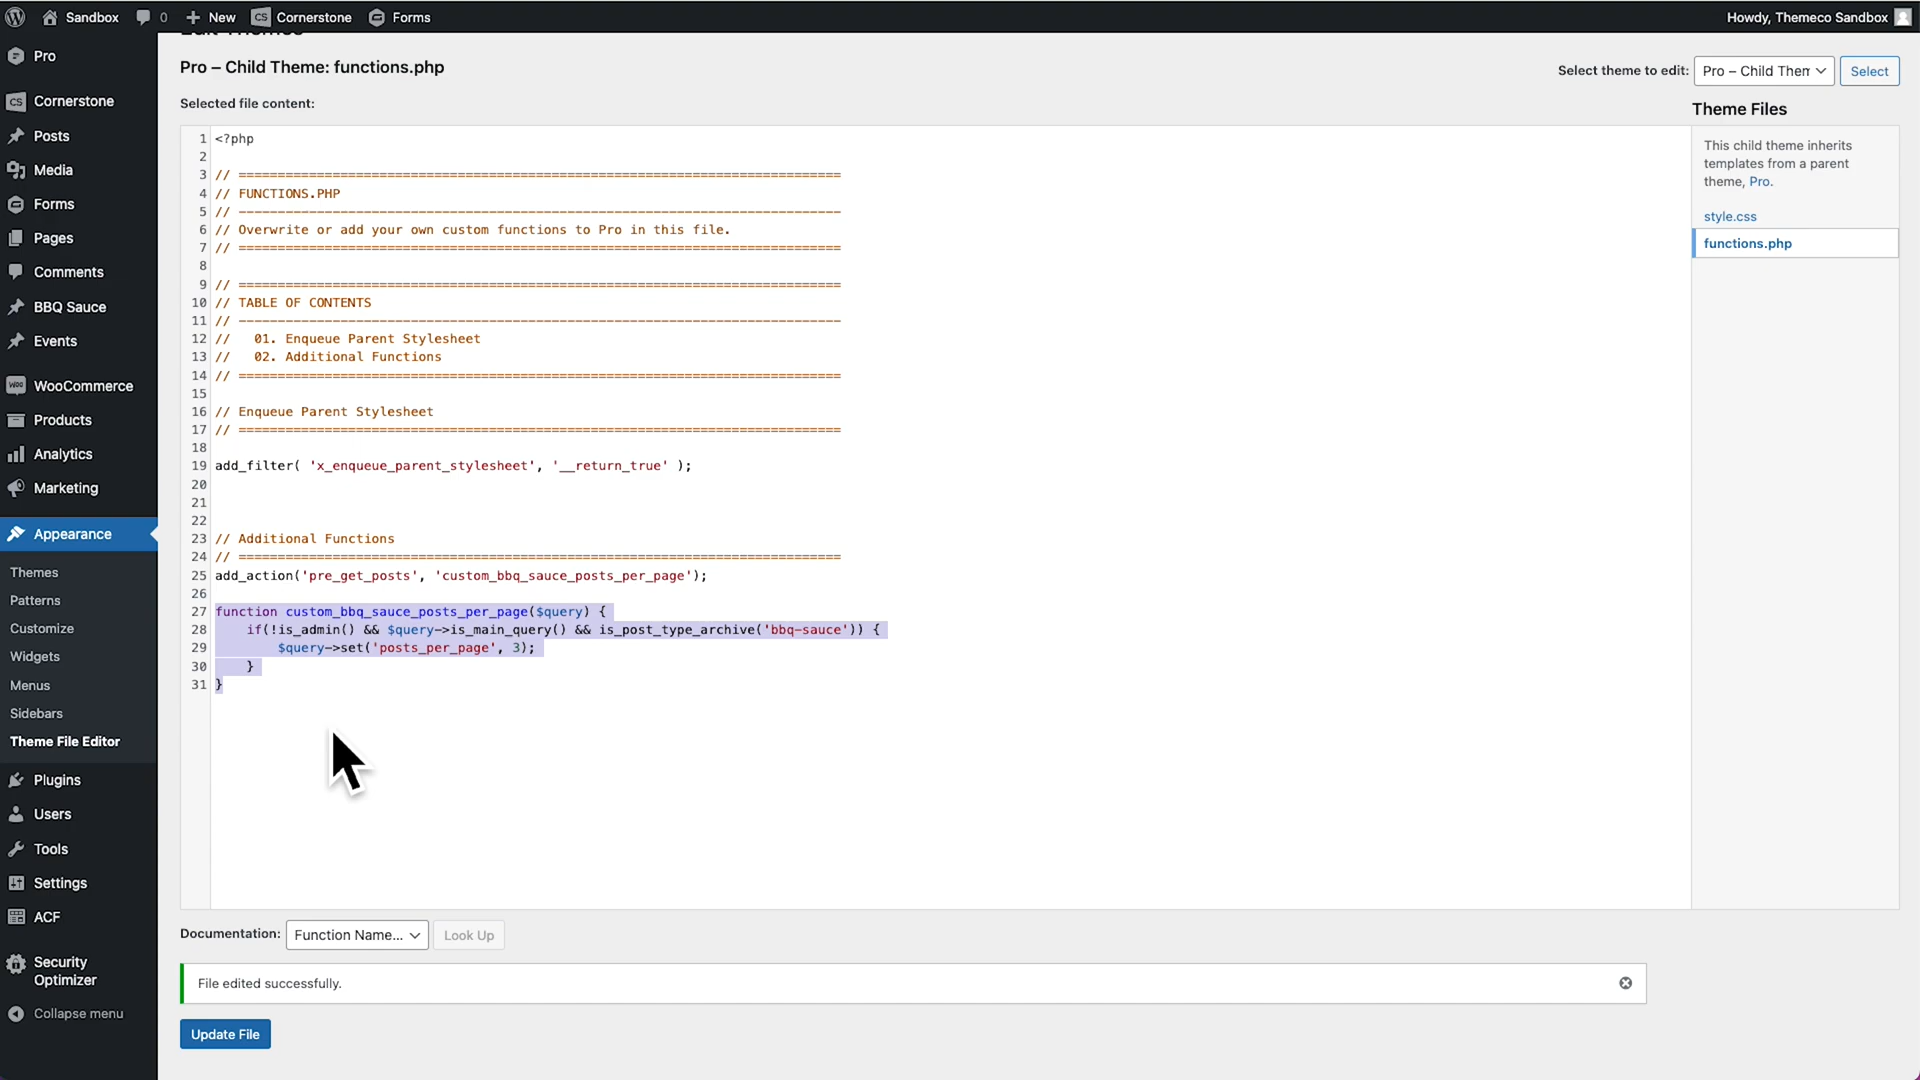 Sandbox
0
New
CS Cornerstone
Forms
Howdy, Themeco Sandbox
Pro
CS Cornerstone
Posts
Media
Forms
Pages
Comments
BBQ Sauce
Events
Woo WooCommerce
Products
Analytics
Marketing
Appearance
Themes
Patterns
Customize
Widgets
Menus
Sidebars
Theme File Editor
Plugins
Users
Tools
Settings
ACF
Security
Optimizer
Collapse menu
Edit Themes
Pro – Child Theme: functions.php
Select theme to edit: Pro – Child Them Select
Selected file content:
1 <?php
2
3 // =============================================================================
4 // FUNCTIONS.PHP
5 // -----------------------------------------------------------------------------
6 // Overwrite or add your own custom functions to Pro in this file.
7 // =============================================================================
8
9 // =============================================================================
10 // TABLE OF CONTENTS
11 // -----------------------------------------------------------------------------
12 //   01. Enqueue Parent Stylesheet
13 //   02. Additional Functions
14 // =============================================================================
15
16 // Enqueue Parent Stylesheet
17 // =============================================================================
18
19 add_filter( 'x_enqueue_parent_stylesheet', '__return_true' );
20
21
22
23 // Additional Functions
24 // =============================================================================
25 add_action('pre_get_posts', 'custom_bbq_sauce_posts_per_page');
26
27 function custom_bbq_sauce_posts_per_page($query) {
28     if(!is_admin() && $query->is_main_query() && is_post_type_archive('bbq-sauce')) {
29         $query->set('posts_per_page', 3);
30     }
31 }
Theme Files
This child theme inherits
templates from a parent
theme, Pro.
style.css
functions.php
Documentation: Function Name... Look Up
File edited successfully.
Update File